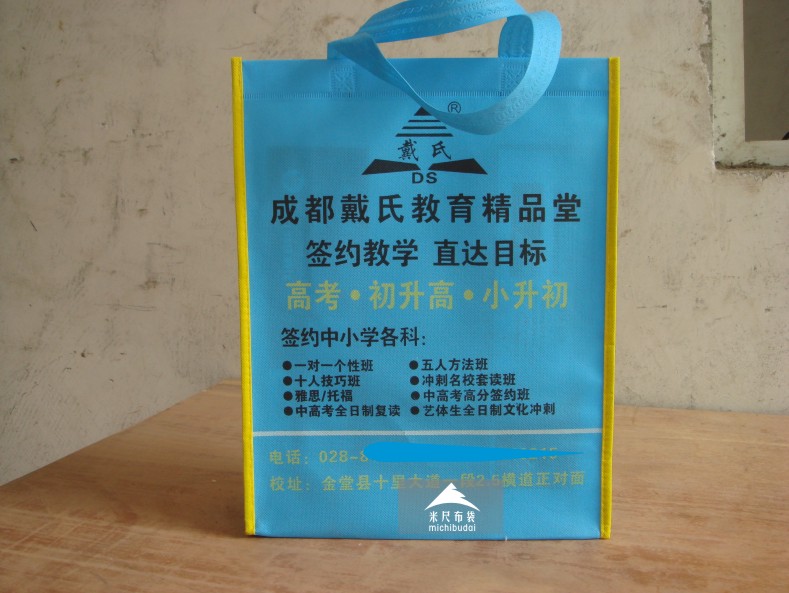 ®
戴 氏
DS
成都戴氏教育精品堂
签约教学 直达目标
高考·初升高·小升初
签约中小学各科:
●一对一个性班 ●五人方法班
●十人技巧班 ●冲刺名校套读班
●雅思/托福 ●中高考高分签约班
●中高考全日制复读 ●艺体生全日制文化冲刺
电话: 028-8
校址: 金堂县十里大道一段2.5横道正对面
米尺布袋
michibudai